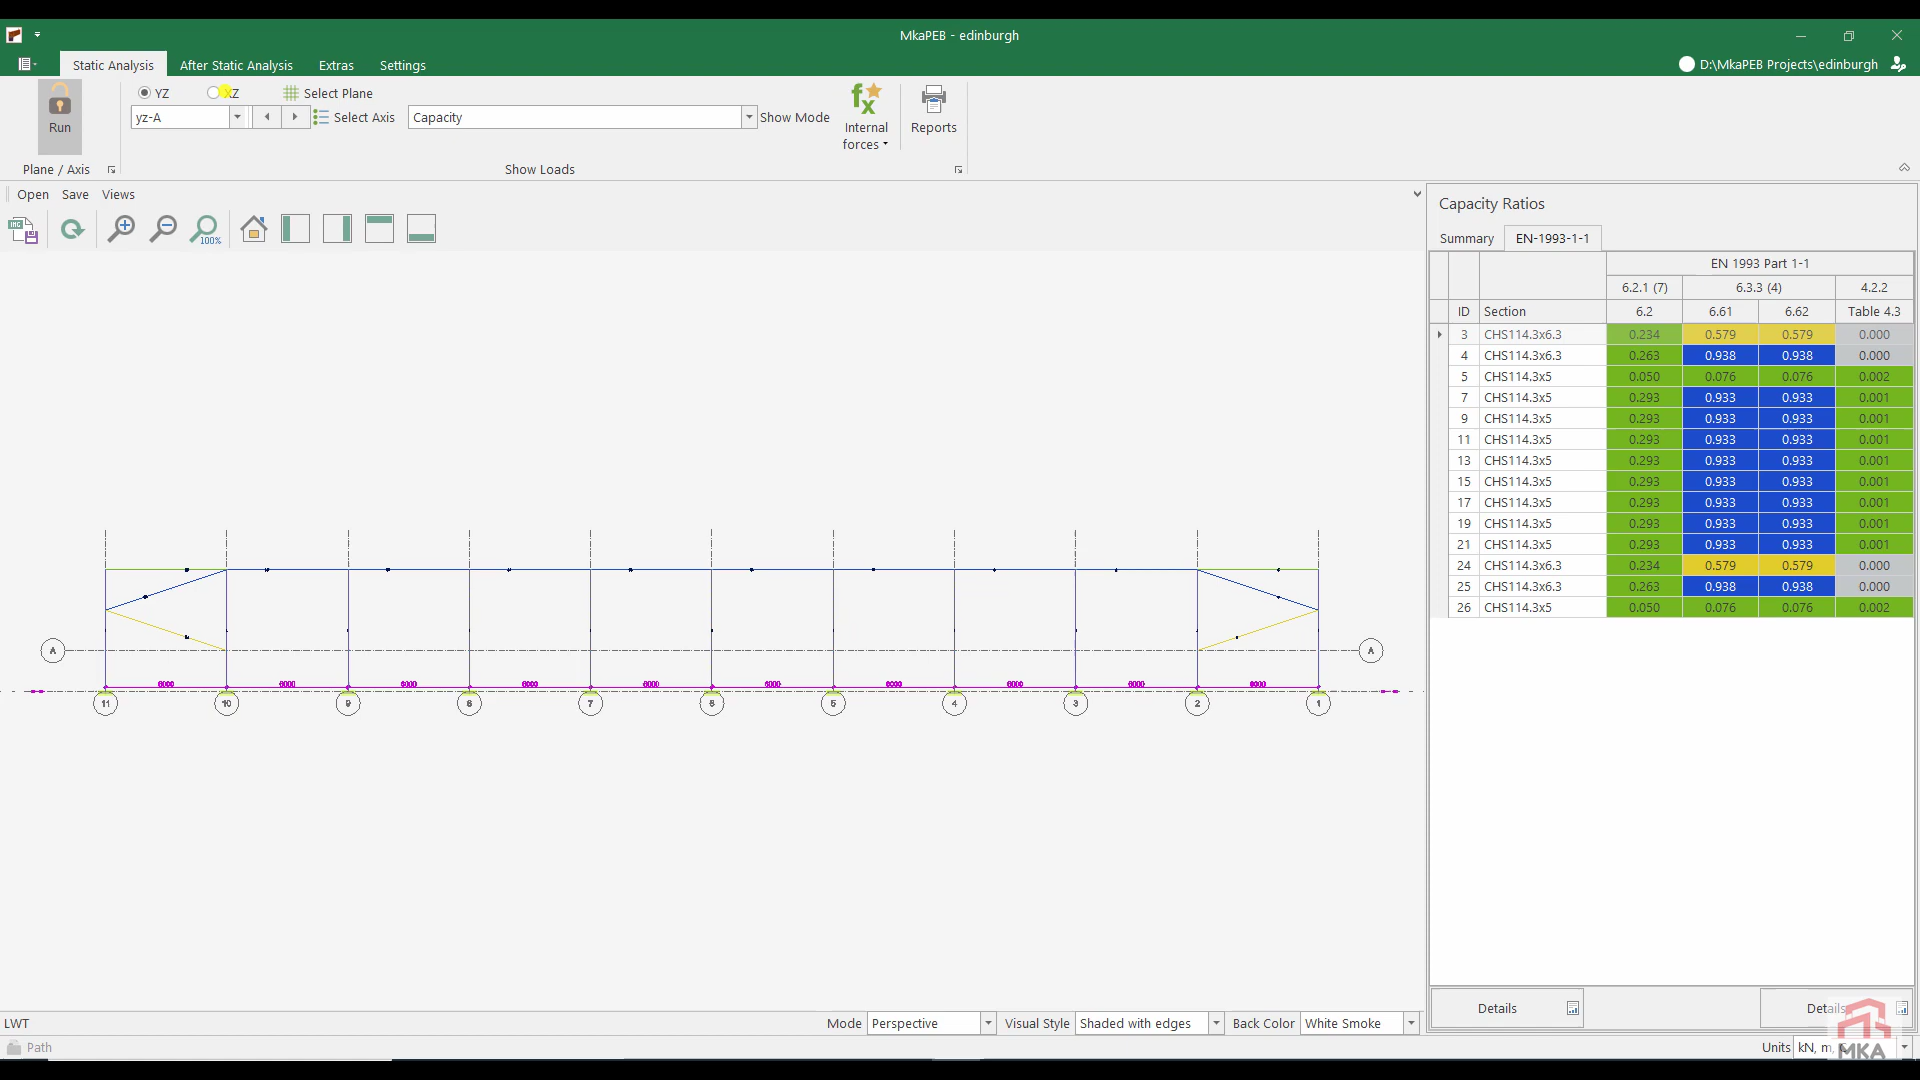 MkaPEB - edinburgh
Static Analysis After Static Analysis Extras Settings D:\MkaPEB Projects\edinburgh
YZ XZ Select Plane
yz-A Select Axis Capacity Show Mode
Run Internal forces Reports
Plane / Axis Show Loads
Open Save Views
100%
Capacity Ratios
Summary EN-1993-1-1
EN 1993 Part 1-1
6.2.1 (7) 6.3.3 (4) 4.2.2
ID Section 6.2 6.61 6.62 Table 4.3
3 CHS114.3x6.3 0.234 0.579 0.579 0.000
4 CHS114.3x6.3 0.263 0.938 0.938 0.000
5 CHS114.3x5 0.050 0.076 0.076 0.002
7 CHS114.3x5 0.293 0.933 0.933 0.001
9 CHS114.3x5 0.293 0.933 0.933 0.001
11 CHS114.3x5 0.293 0.933 0.933 0.001
13 CHS114.3x5 0.293 0.933 0.933 0.001
15 CHS114.3x5 0.293 0.933 0.933 0.001
17 CHS114.3x5 0.293 0.933 0.933 0.001
19 CHS114.3x5 0.293 0.933 0.933 0.001
21 CHS114.3x5 0.293 0.933 0.933 0.001
24 CHS114.3x6.3 0.234 0.579 0.579 0.000
25 CHS114.3x6.3 0.263 0.938 0.938 0.000
26 CHS114.3x5 0.050 0.076 0.076 0.002
A A
6000 6000 6000 6000 6000 6000 6000 6000 6000 6000
11 10 9 8 7 6 5 4 3 2 1
Details Details
LWT Mode Perspective Visual Style Shaded with edges Back Color White Smoke
Path Units kN, m,
MKA